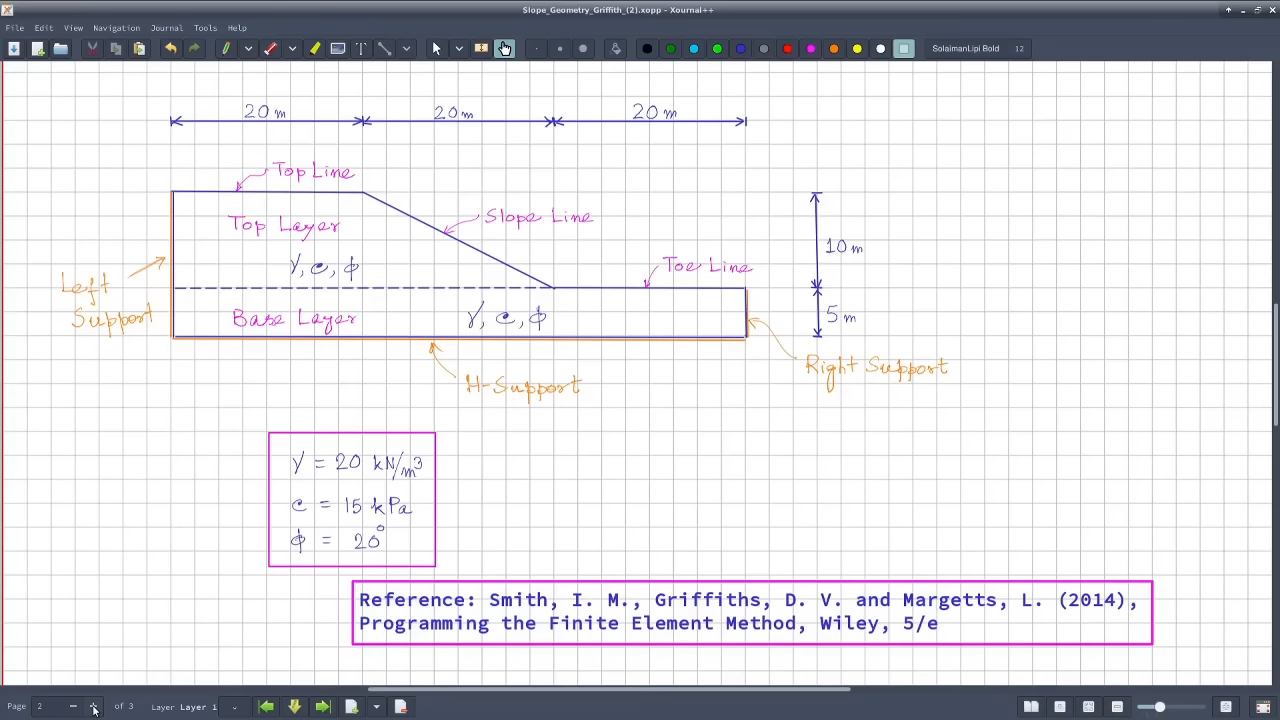 Slope_Geometry_Griffith_(2).xopp - Xournal++
File Edit View Navigation Journal Tools Help
SolaimanLipi Bold 12
20 m 20 m 20 m
Top Line
Top Layer
Slope Line
γ, c, φ
10 m
Toe Line
Left
Support
Base Layer
γ, c, φ
5 m
Right Support
H-Support
γ = 20 kN/m³
c = 15 kPa
φ = 20°
Reference: Smith, I. M., Griffiths, D. V. and Margetts, L. (2014),
Programming the Finite Element Method, Wiley, 5/e
Page 2 of 3 Layer Layer 1